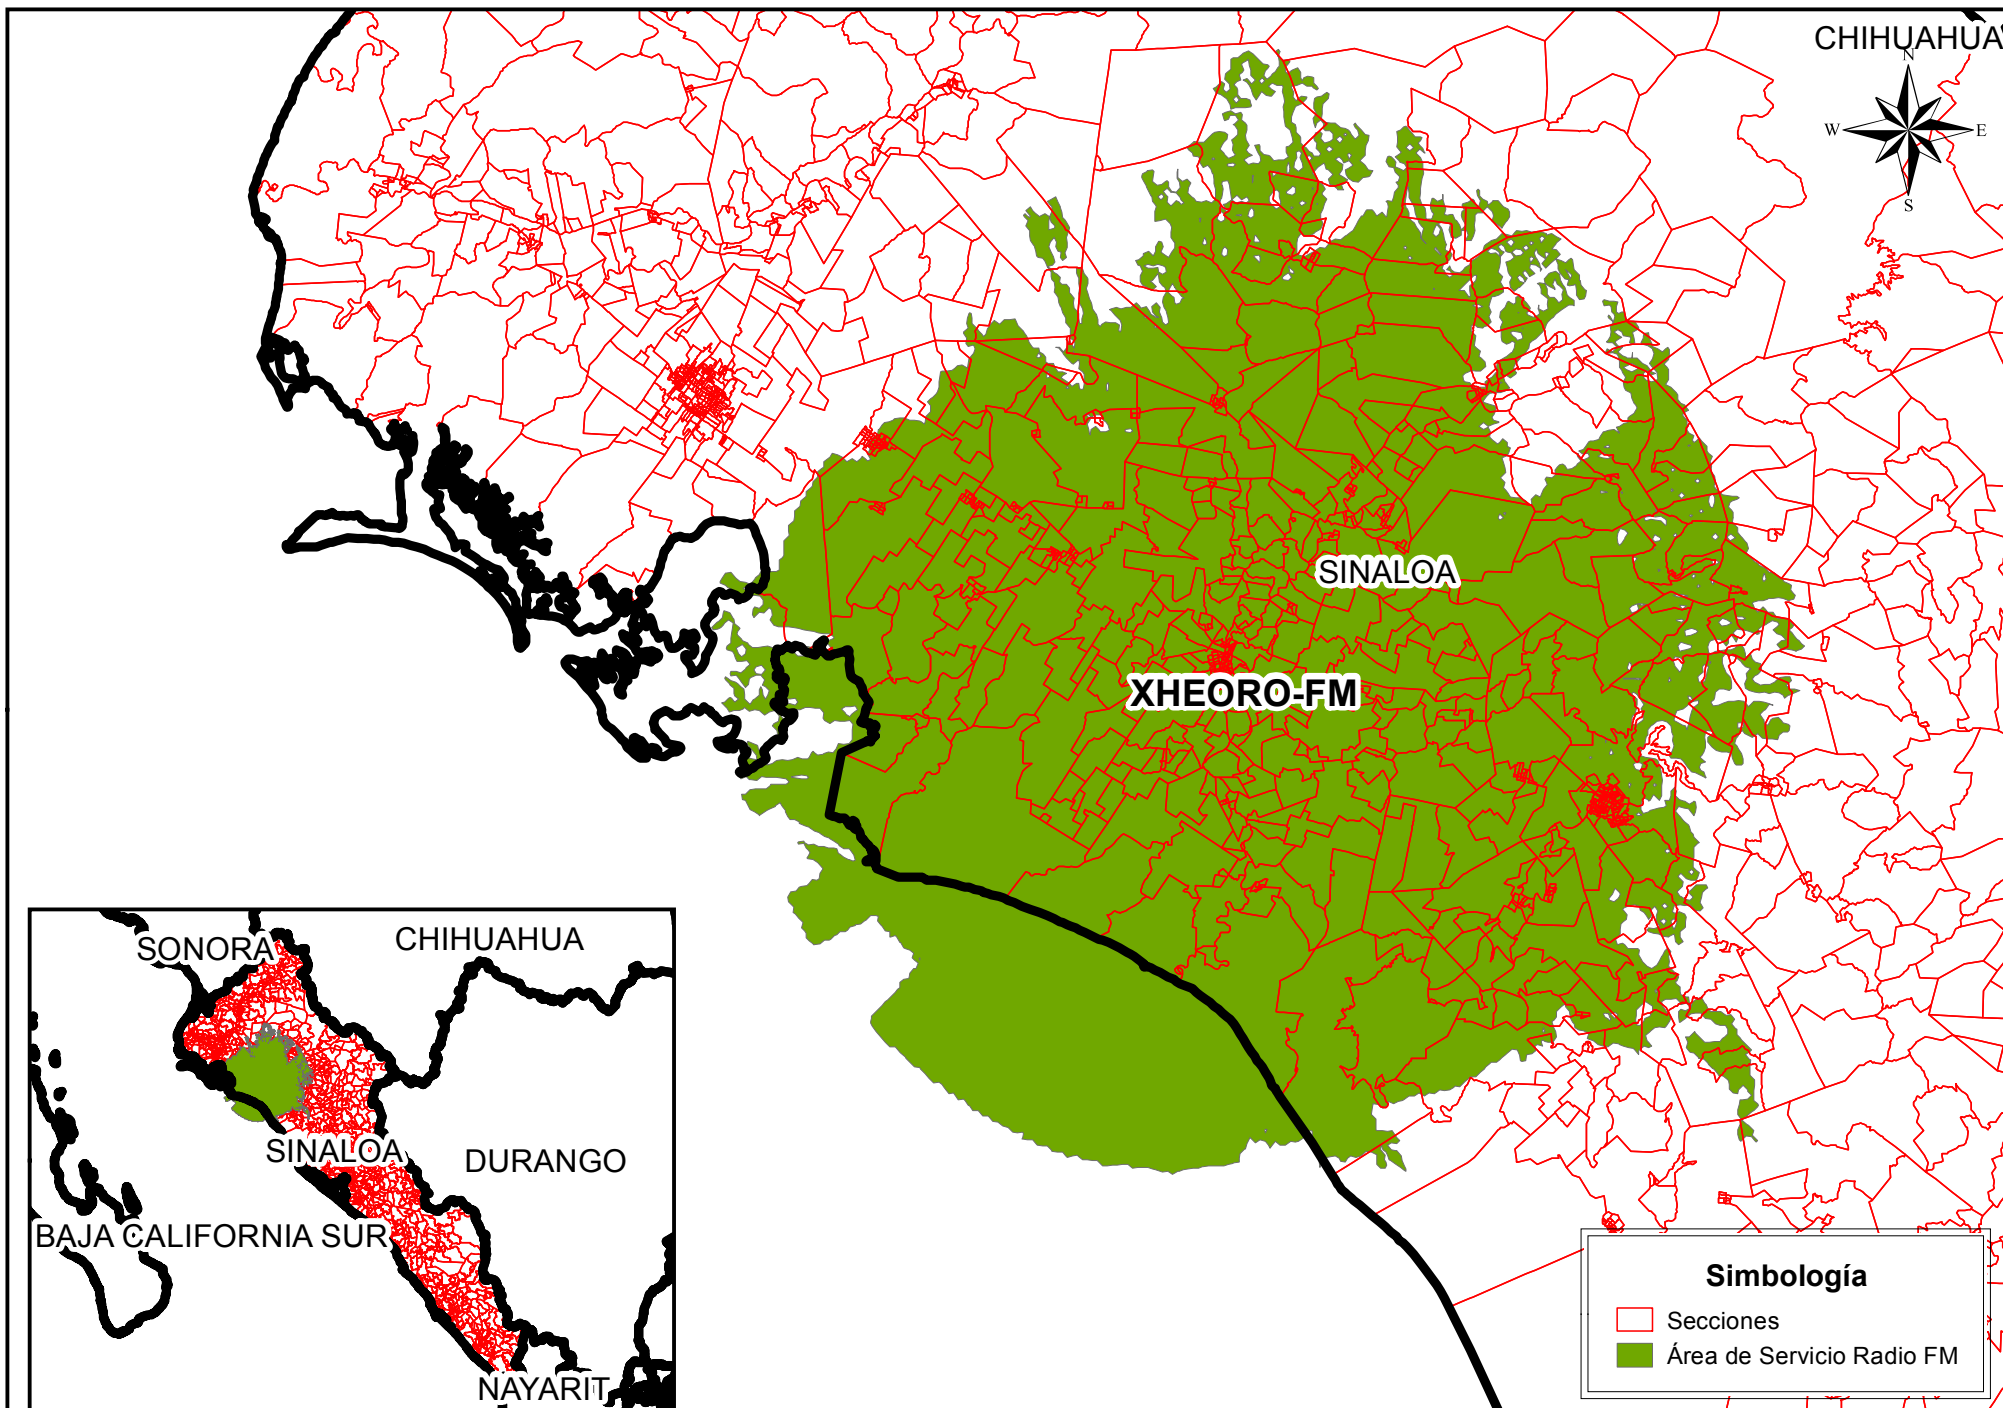 CHIHUAHUA
N
W
E
S
SINALOA
XHEORO-FM
SONORA
CHIHUAHUA
SINALOA
DURANGO
BAJA CALIFORNIA SUR
NAYARIT
Simbología
Secciones
Área de Servicio Radio FM